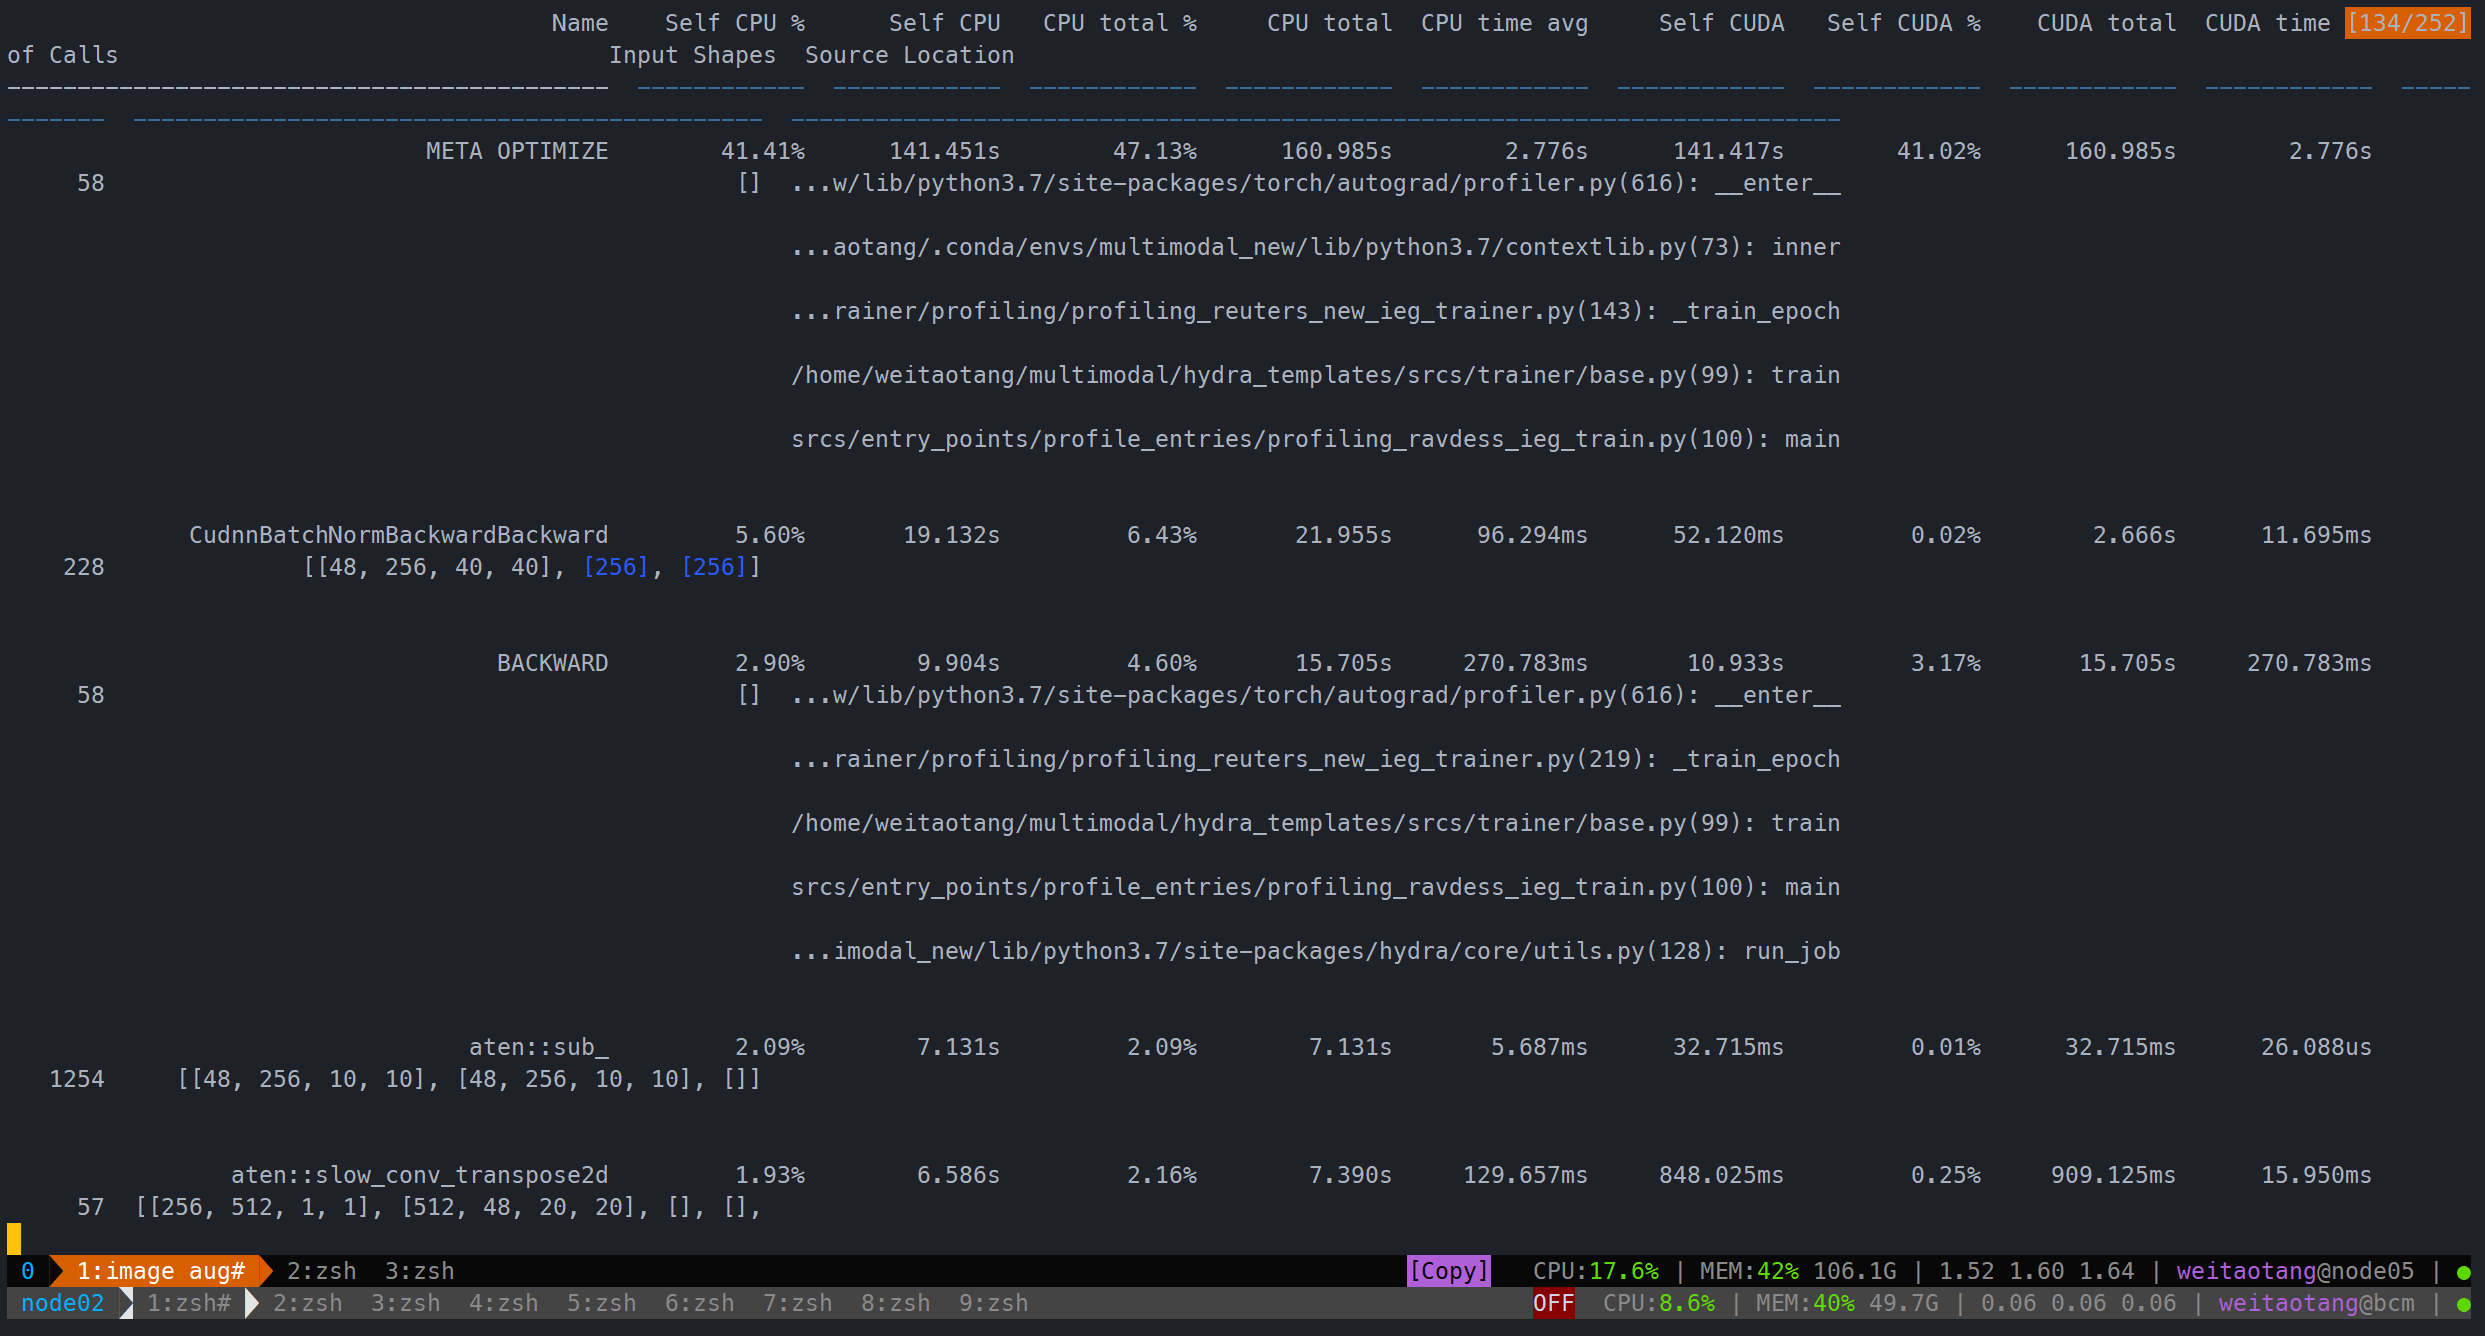 Name Self CPU % Self CPU CPU total % CPU total CPU time avg Self CUDA Self CUDA % CUDA total CUDA time [134/252]
of Calls Input Shapes Source Location
------------------------------------------- ------------ ------------ ------------ ------------ ------------ ------------ ------------ ------------ ------------ -----
------- --------------------------------------------- ---------------------------------------------------------------------------
META OPTIMIZE 41.41% 141.451s 47.13% 160.985s 2.776s 141.417s 41.02% 160.985s 2.776s
58 [] ...w/lib/python3.7/site-packages/torch/autograd/profiler.py(616): __enter__
...aotang/.conda/envs/multimodal_new/lib/python3.7/contextlib.py(73): inner
...rainer/profiling/profiling_reuters_new_ieg_trainer.py(143): _train_epoch
/home/weitaotang/multimodal/hydra_templates/srcs/trainer/base.py(99): train
srcs/entry_points/profile_entries/profiling_ravdess_ieg_train.py(100): main
CudnnBatchNormBackwardBackward 5.60% 19.132s 6.43% 21.955s 96.294ms 52.120ms 0.02% 2.666s 11.695ms
228 [[48, 256, 40, 40], [256], [256]]
BACKWARD 2.90% 9.904s 4.60% 15.705s 270.783ms 10.933s 3.17% 15.705s 270.783ms
58 [] ...w/lib/python3.7/site-packages/torch/autograd/profiler.py(616): __enter__
...rainer/profiling/profiling_reuters_new_ieg_trainer.py(219): _train_epoch
/home/weitaotang/multimodal/hydra_templates/srcs/trainer/base.py(99): train
srcs/entry_points/profile_entries/profiling_ravdess_ieg_train.py(100): main
...imodal_new/lib/python3.7/site-packages/hydra/core/utils.py(128): run_job
aten::sub_ 2.09% 7.131s 2.09% 7.131s 5.687ms 32.715ms 0.01% 32.715ms 26.088us
1254 [[48, 256, 10, 10], [48, 256, 10, 10], []]
aten::slow_conv_transpose2d 1.93% 6.586s 2.16% 7.390s 129.657ms 848.025ms 0.25% 909.125ms 15.950ms
57 [[256, 512, 1, 1], [512, 48, 20, 20], [], [],
0 1:image aug# 2:zsh 3:zsh [Copy] CPU:17.6% | MEM:42% 106.1G | 1.52 1.60 1.64 | weitaotang@node05 | ●
node02 1:zsh# 2:zsh 3:zsh 4:zsh 5:zsh 6:zsh 7:zsh 8:zsh 9:zsh OFF CPU:8.6% | MEM:40% 49.7G | 0.06 0.06 0.06 | weitaotang@bcm | ●